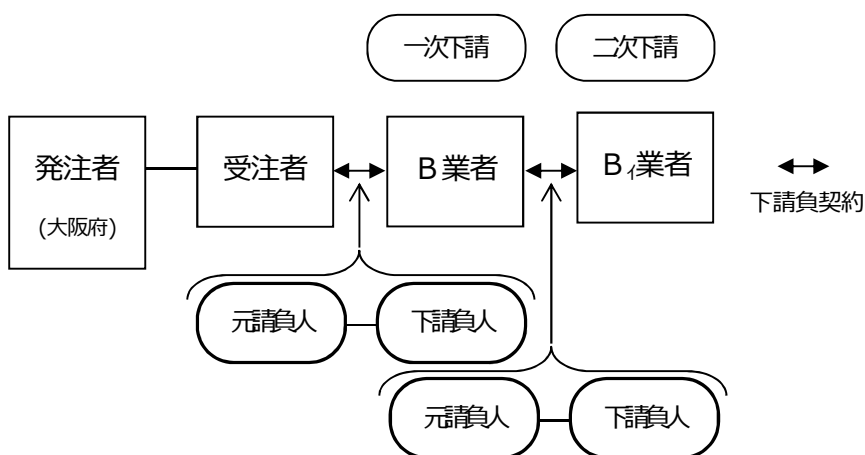 一次下請
二次下請
発注者
(大阪府)
受注者
B業者
Bィ業者
下請負契約
元請負人
下請負人
元請負人
下請負人